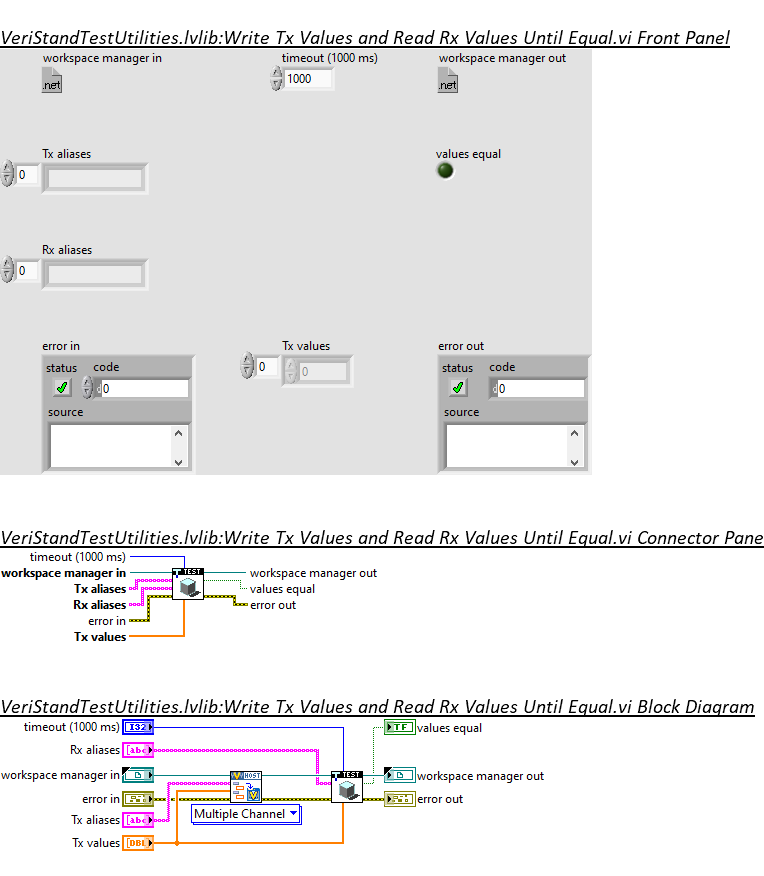 VeriStandTestUtilities.lvlib:Write Tx Values and Read Rx Values Until Equal.vi Front Panel
workspace manager in timeout (1000 ms) workspace manager out
.net 1000 .net
Tx aliases values equal
0
Rx aliases
0
error in Tx values error out
status code 0 0 status code
0 0
source source
VeriStandTestUtilities.lvlib:Write Tx Values and Read Rx Values Until Equal.vi Connector Pane
timeout (1000 ms)
workspace manager in TEST workspace manager out
Tx aliases values equal
Rx aliases error out
error in
Tx values
VeriStandTestUtilities.lvlib:Write Tx Values and Read Rx Values Until Equal.vi Block Diagram
timeout (1000 ms) I32 TF values equal
Rx aliases abc
workspace manager in HOST TEST workspace manager out
error in error out
Multiple Channel
Tx aliases abc
Tx values DBL